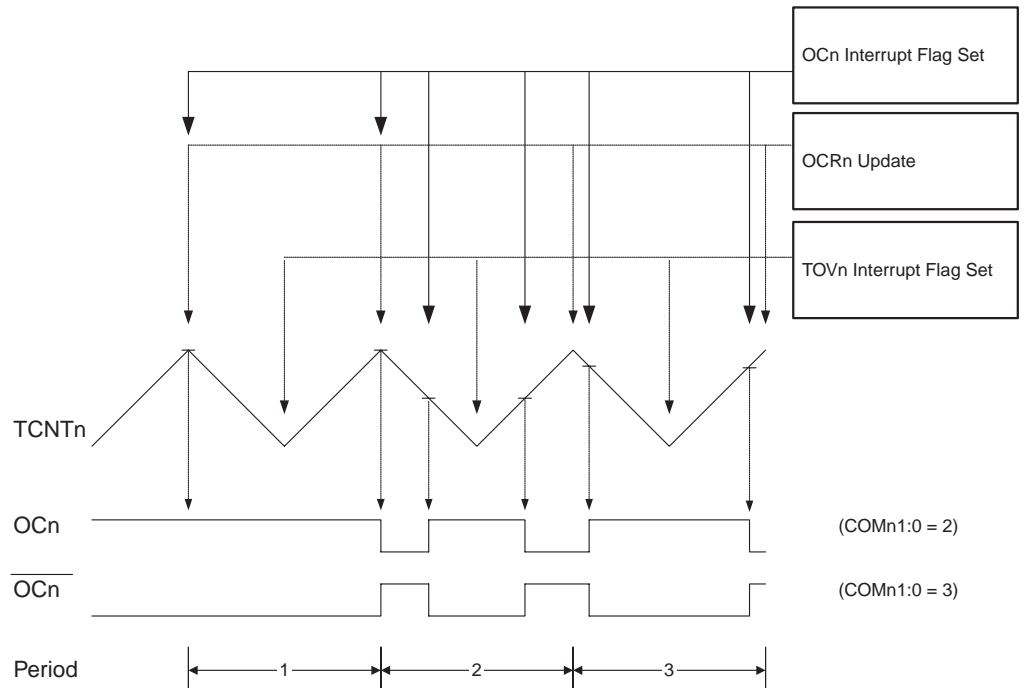 OCn Interrupt Flag Set
OCRn Update
TOVn Interrupt Flag Set
TCNTn
OCn
(COMn1:0 = 2)
OCn
(COMn1:0 = 3)
Period
1
2
3